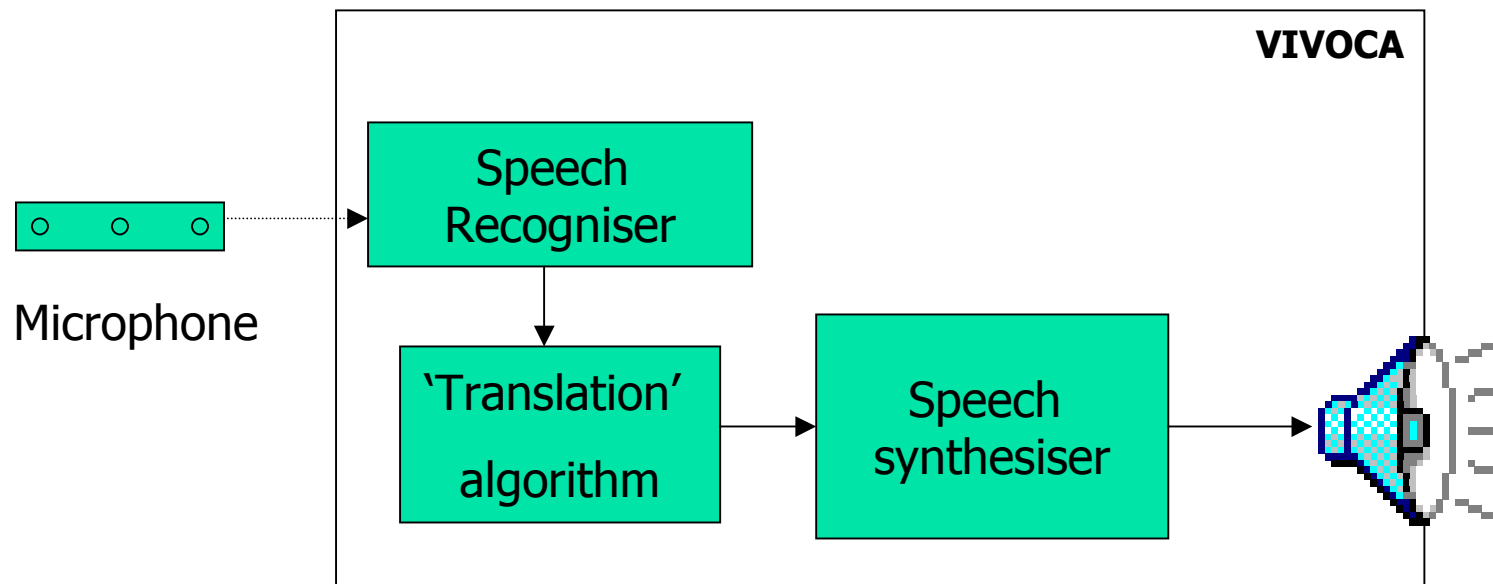 VIVOCA
Speech
Recogniser
Microphone
‘Translation’
algorithm
Speech
synthesiser